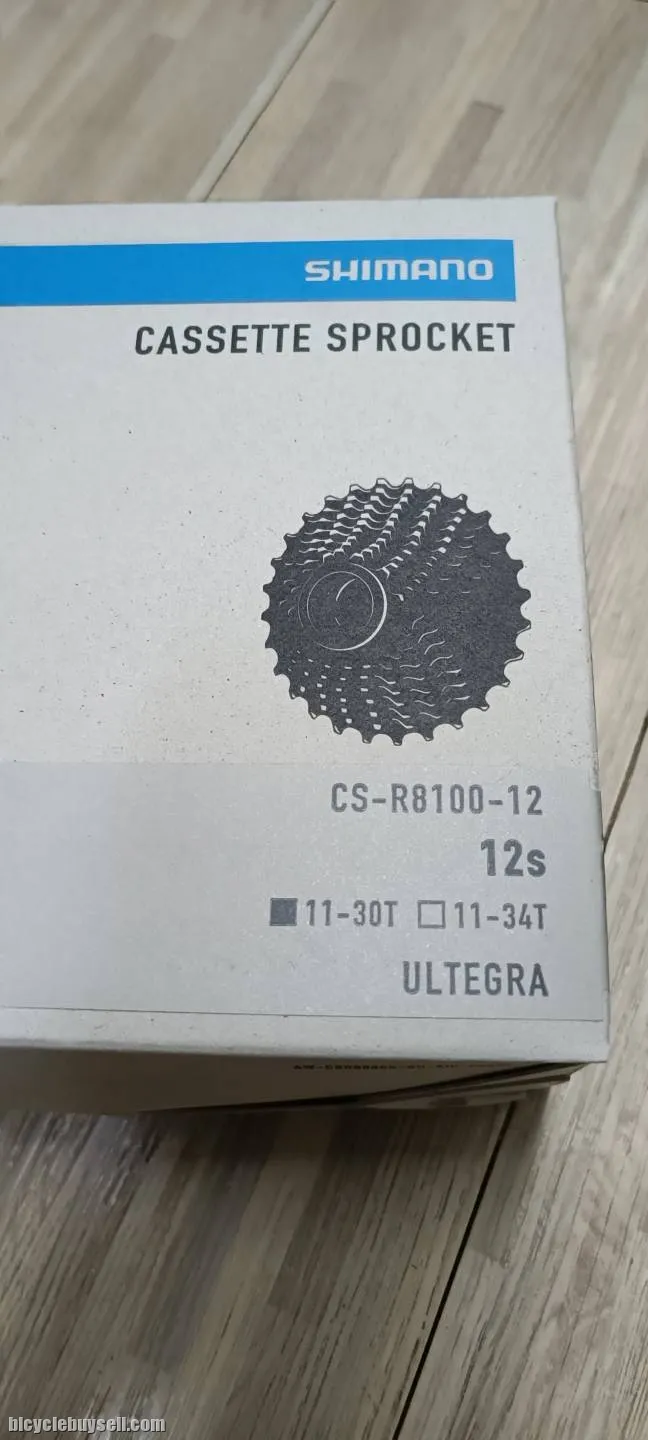 SHIMANO
CASSETTE SPROCKET
CS-R8100-12
12s
■ 11-30T □ 11-34T
ULTEGRA
bicyclebuysell.com